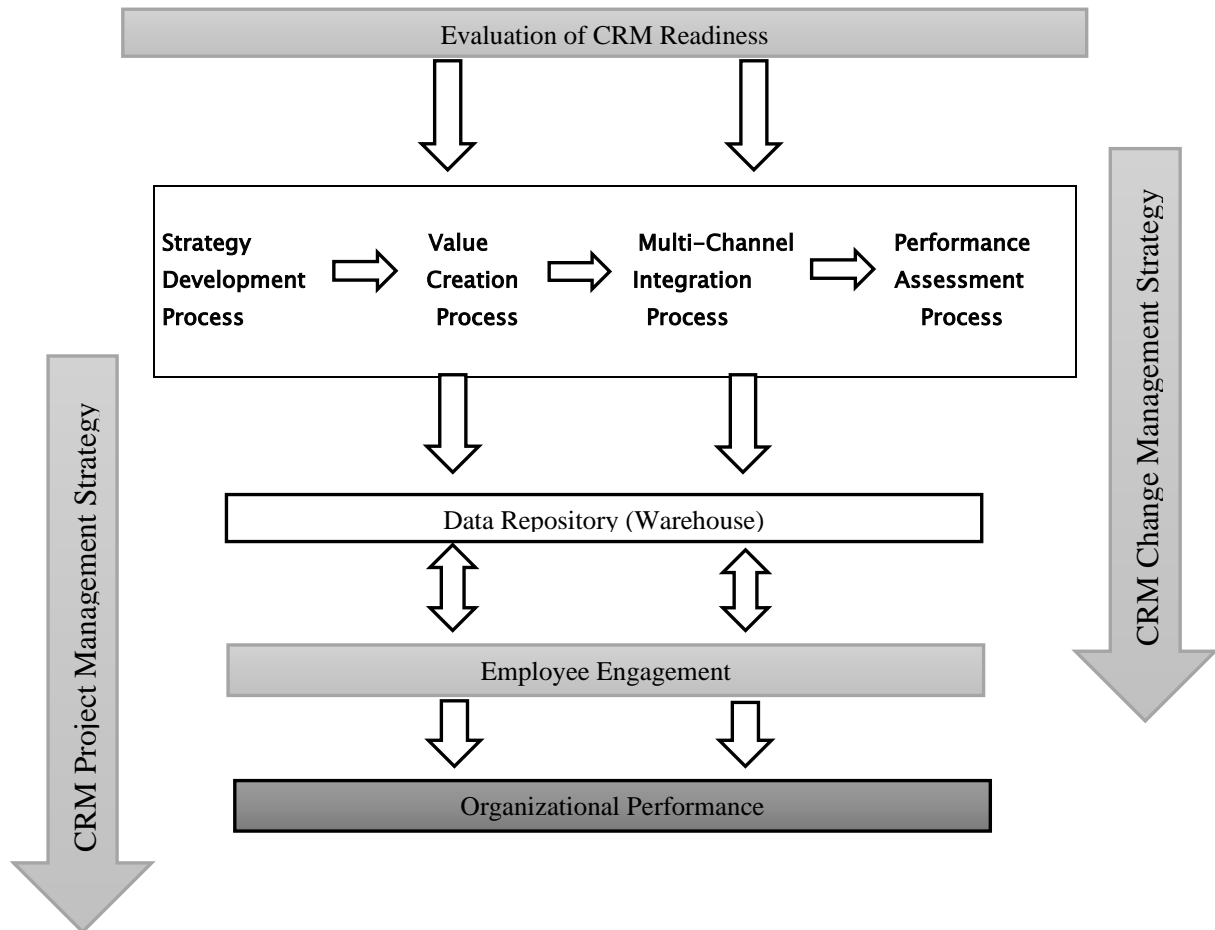 Evaluation of CRM Readiness
Strategy
Development
Process
Value
Creation
Process
Multi-Channel
Integration
Process
Performance
Assessment
Process
CRM Project Management Strategy
CRM Change Management Strategy
Data Repository (Warehouse)
Employee Engagement
Organizational Performance